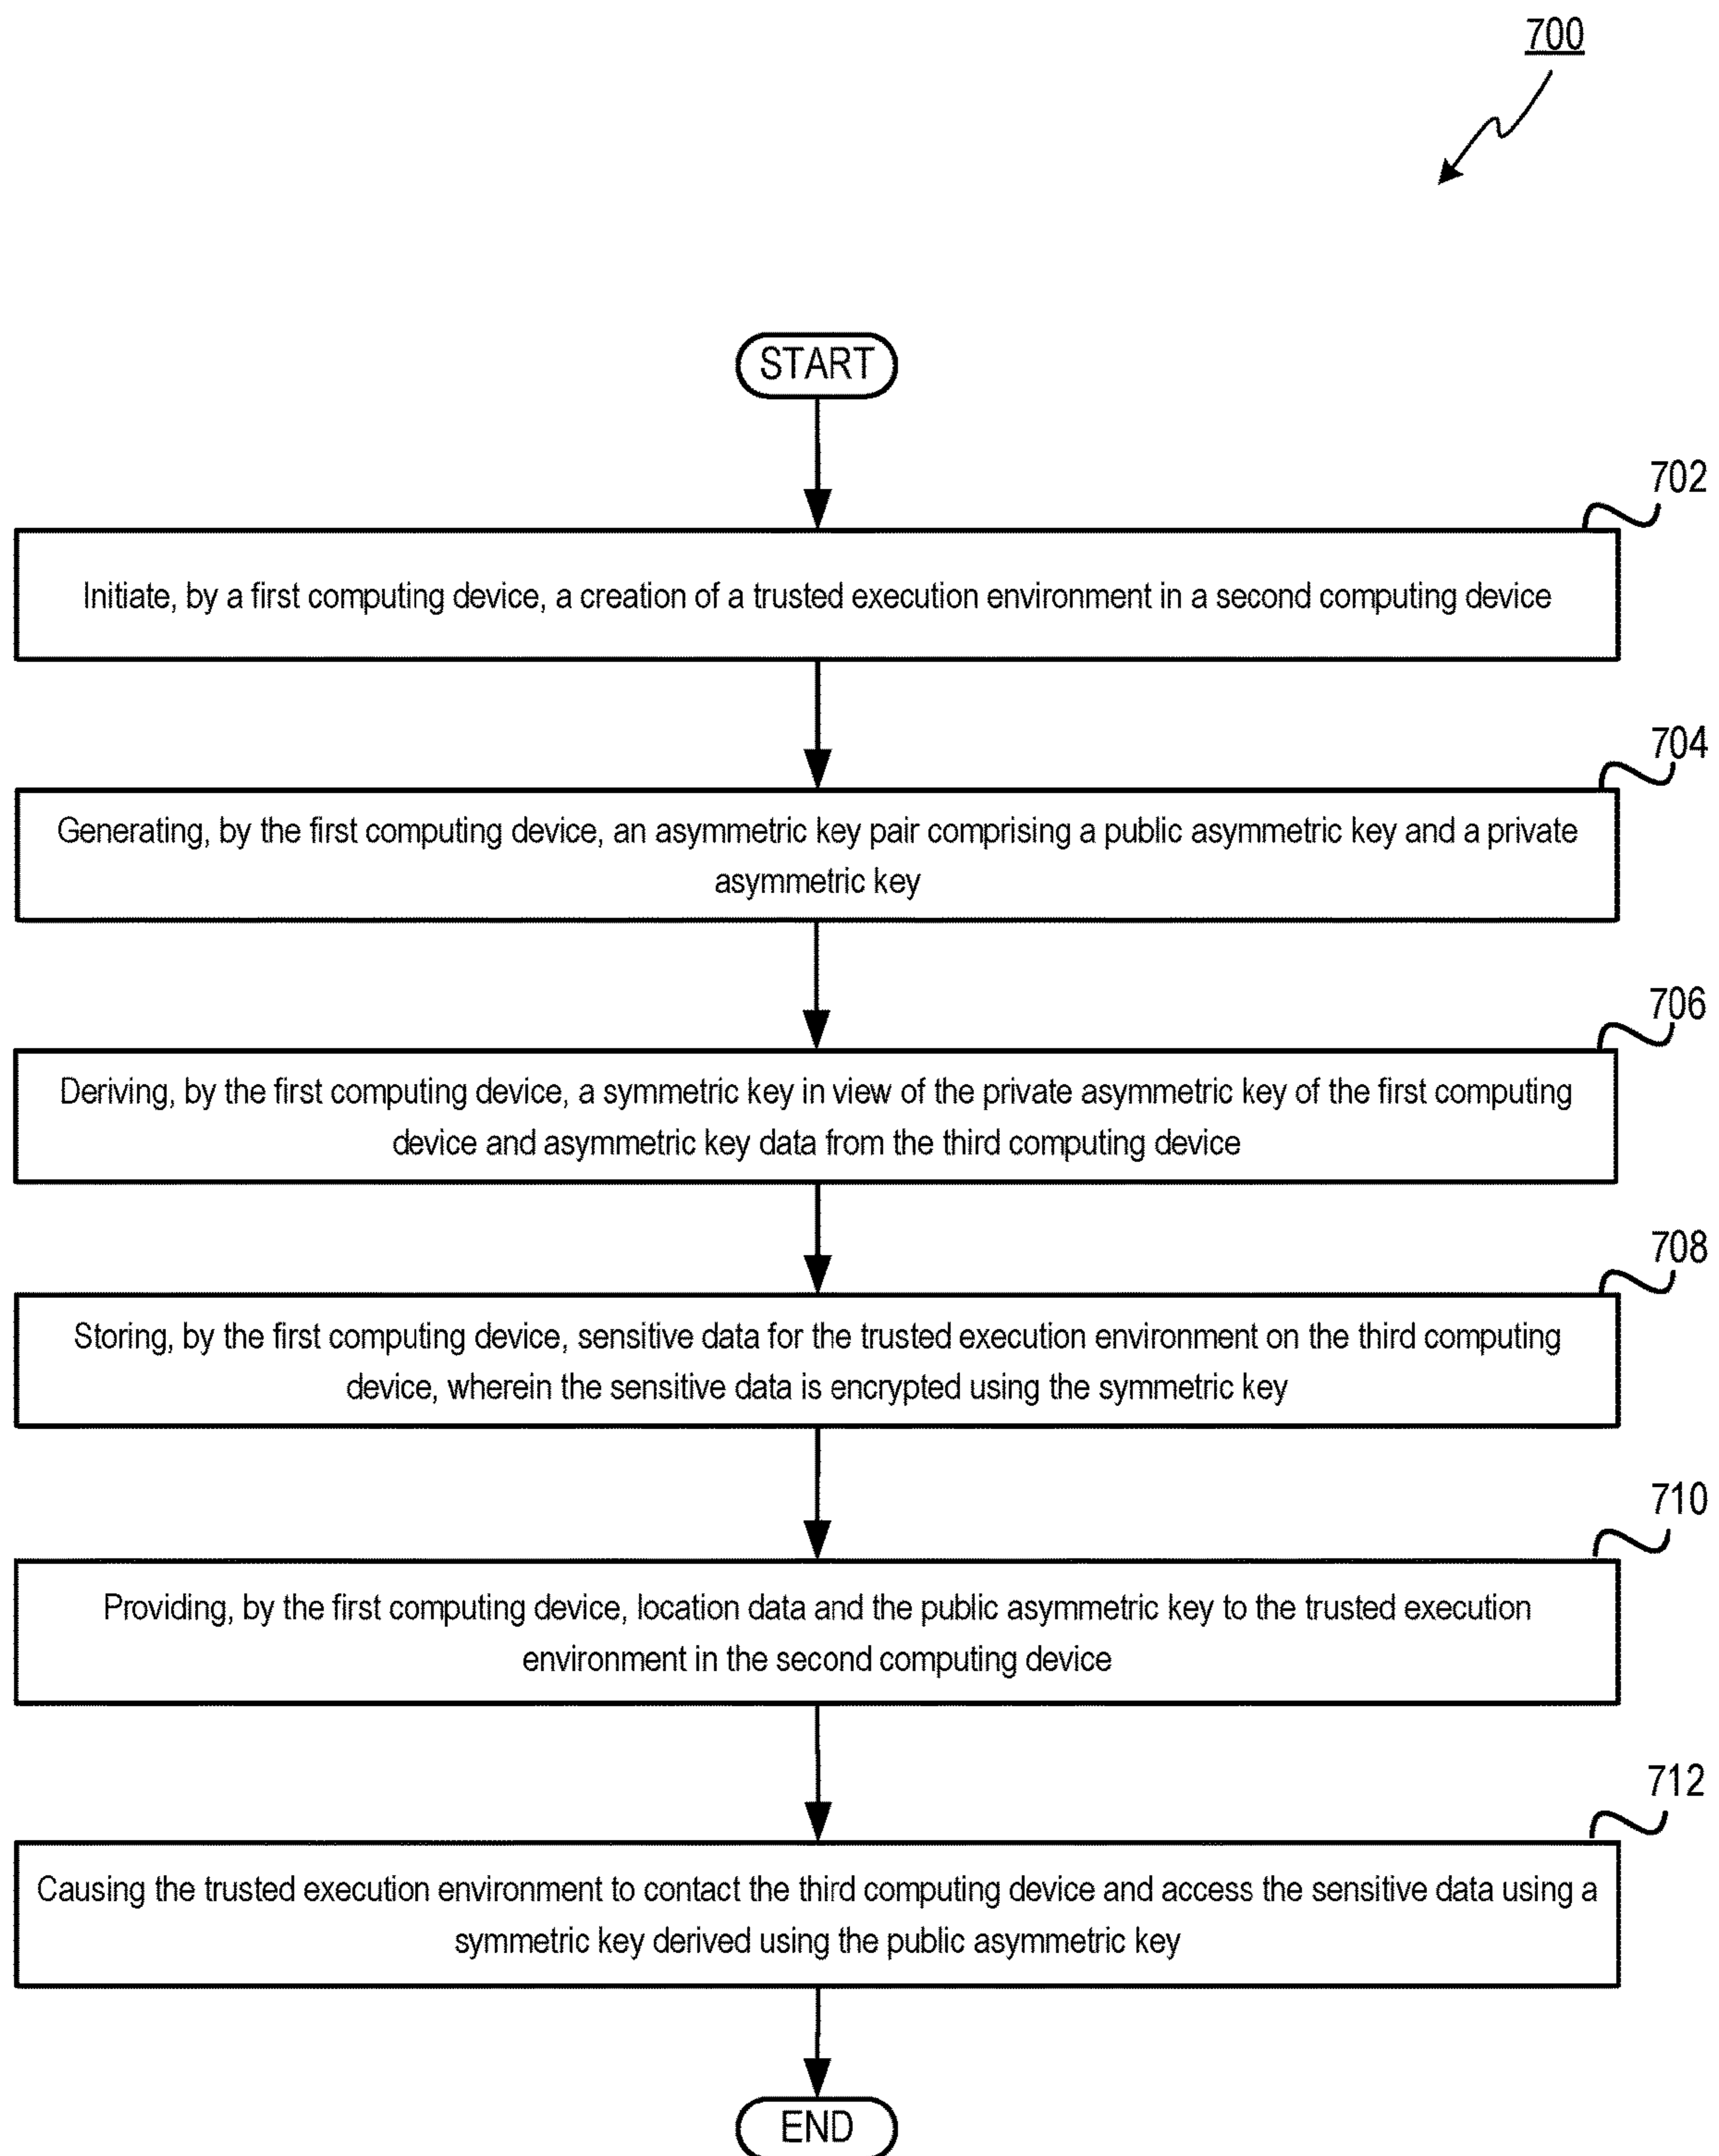 700
START
702
Initiate, by a first computing device, a creation of a trusted execution environment in a second computing device
704
Generating, by the first computing device, an asymmetric key pair comprising a public asymmetric key and a private
asymmetric key
706
Deriving, by the first computing device, a symmetric key in view of the private asymmetric key of the first computing
device and asymmetric key data from the third computing device
708
Storing, by the first computing device, sensitive data for the trusted execution environment on the third computing
device, wherein the sensitive data is encrypted using the symmetric key
710
Providing, by the first computing device, location data and the public asymmetric key to the trusted execution
environment in the second computing device
712
Causing the trusted execution environment to contact the third computing device and access the sensitive data using a
symmetric key derived using the public asymmetric key
END